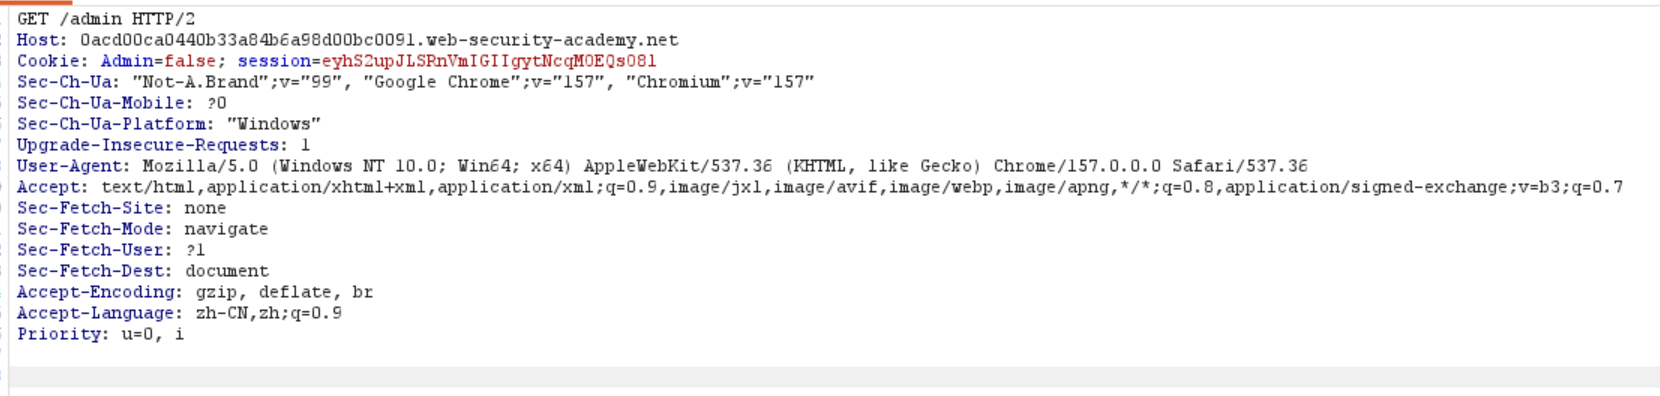 GET /admin HTTP/2
Host: 0acd00ca0440b33a84b6a98d00bc0091.web-security-academy.net
Cookie: Admin=false; session=eyhS2upJLSRnVmIGIIgytNcqM0EQs08l
Sec-Ch-Ua: "Not-A.Brand";v="99", "Google Chrome";v="157", "Chromium";v="157"
Sec-Ch-Ua-Mobile: ?0
Sec-Ch-Ua-Platform: "Windows"
Upgrade-Insecure-Requests: 1
User-Agent: Mozilla/5.0 (Windows NT 10.0; Win64; x64) AppleWebKit/537.36 (KHTML, like Gecko) Chrome/157.0.0.0 Safari/537.36
Accept: text/html,application/xhtml+xml,application/xml;q=0.9,image/jxl,image/avif,image/webp,image/apng,*/*;q=0.8,application/signed-exchange;v=b3;q=0.7
Sec-Fetch-Site: none
Sec-Fetch-Mode: navigate
Sec-Fetch-User: ?1
Sec-Fetch-Dest: document
Accept-Encoding: gzip, deflate, br
Accept-Language: zh-CN,zh;q=0.9
Priority: u=0, i